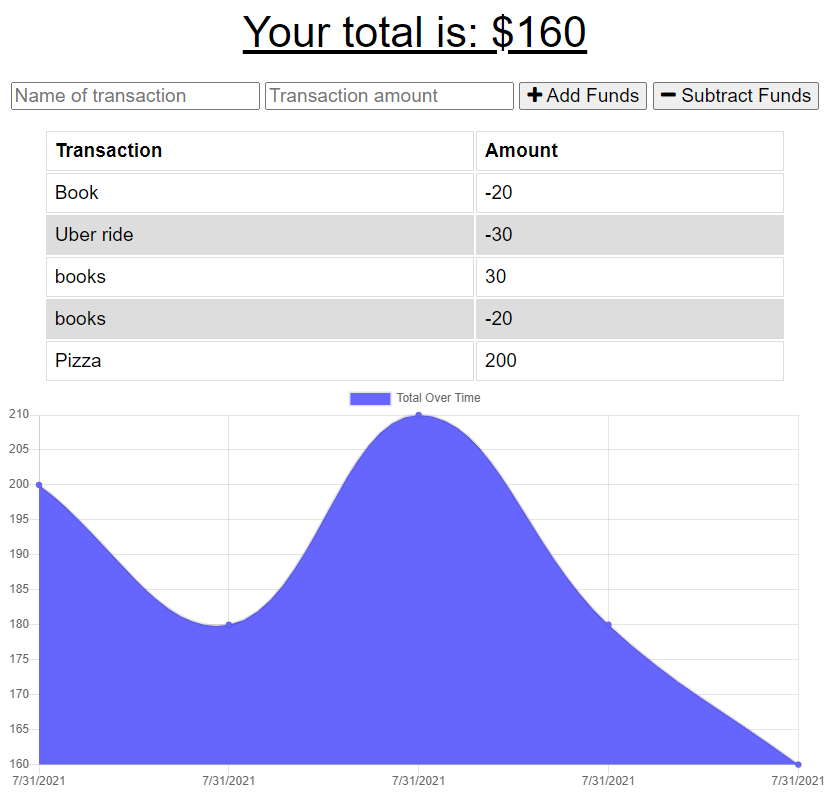 Your total is: $160
Name of transaction Transaction amount Add Funds Subtract Funds
Transaction Amount
Book -20
Uber ride -30
books 30
books -20
Pizza 200
Total Over Time
210
205
200
195
190
185
180
175
170
165
160
7/31/2021 7/31/2021 7/31/2021 7/31/2021 7/31/2021